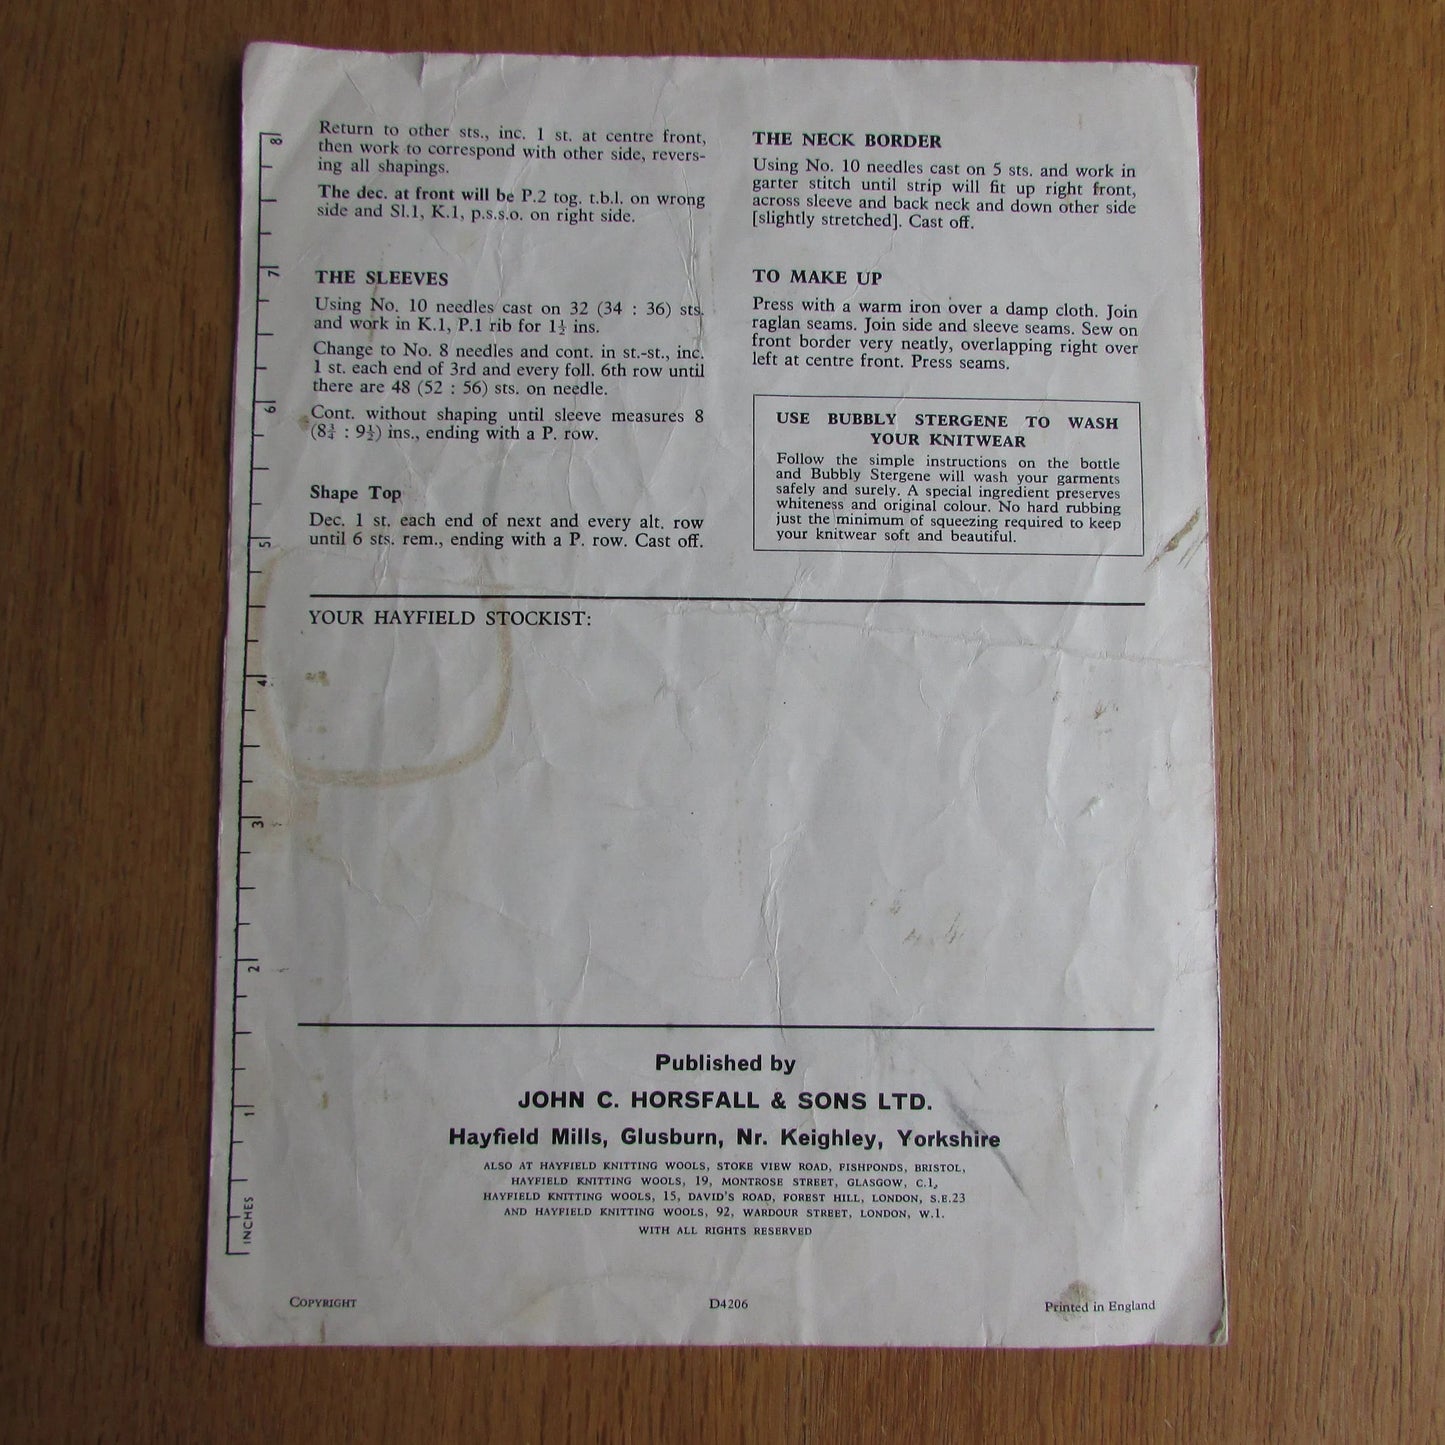 Return to other sts., inc. 1 st. at centre front,
then work to correspond with other side, revers-
ing all shapings.
The dec. at front will be P.2 tog. t.b.l. on wrong
side and Sl.1, K.1, p.s.s.o. on right side.
THE SLEEVES
Using No. 10 needles cast on 32 (34 : 36) sts.
and work in K.1, P.1 rib for 1½ ins.
Change to No. 8 needles and cont. in st.-st., inc.
1 st. each end of 3rd and every foll. 6th row until
there are 48 (52 : 56) sts. on needle.
Cont. without shaping until sleeve measures 8
(8¾ : 9½) ins., ending with a P. row.
Shape Top
Dec. 1 st. each end of next and every alt. row
until 6 sts. rem., ending with a P. row. Cast off.
THE NECK BORDER
Using No. 10 needles cast on 5 sts. and work in
garter stitch until strip will fit up right front,
across sleeve and back neck and down other side
[slightly stretched]. Cast off.
TO MAKE UP
Press with a warm iron over a damp cloth. Join
raglan seams. Join side and sleeve seams. Sew on
front border very neatly, overlapping right over
left at centre front. Press seams.
USE BUBBLY STERGENE TO WASH
YOUR KNITWEAR
Follow the simple instructions on the bottle
and Bubbly Stergene will wash your garments
safely and surely. A special ingredient preserves
whiteness and original colour. No hard rubbing
just the minimum of squeezing required to keep
your knitwear soft and beautiful.
YOUR HAYFIELD STOCKIST:
8
7
6
5
4
3
2
1
INCHES
Published by
JOHN C. HORSFALL & SONS LTD.
Hayfield Mills, Glusburn, Nr. Keighley, Yorkshire
ALSO AT HAYFIELD KNITTING WOOLS, STOKE VIEW ROAD, FISHPONDS, BRISTOL,
HAYFIELD KNITTING WOOLS, 19, MONTROSE STREET, GLASGOW, C.1,
HAYFIELD KNITTING WOOLS, 15, DAVID'S ROAD, FOREST HILL, LONDON, S.E.23
AND HAYFIELD KNITTING WOOLS, 92, WARDOUR STREET, LONDON, W.1.
WITH ALL RIGHTS RESERVED
COPYRIGHT
D4206
Printed in England